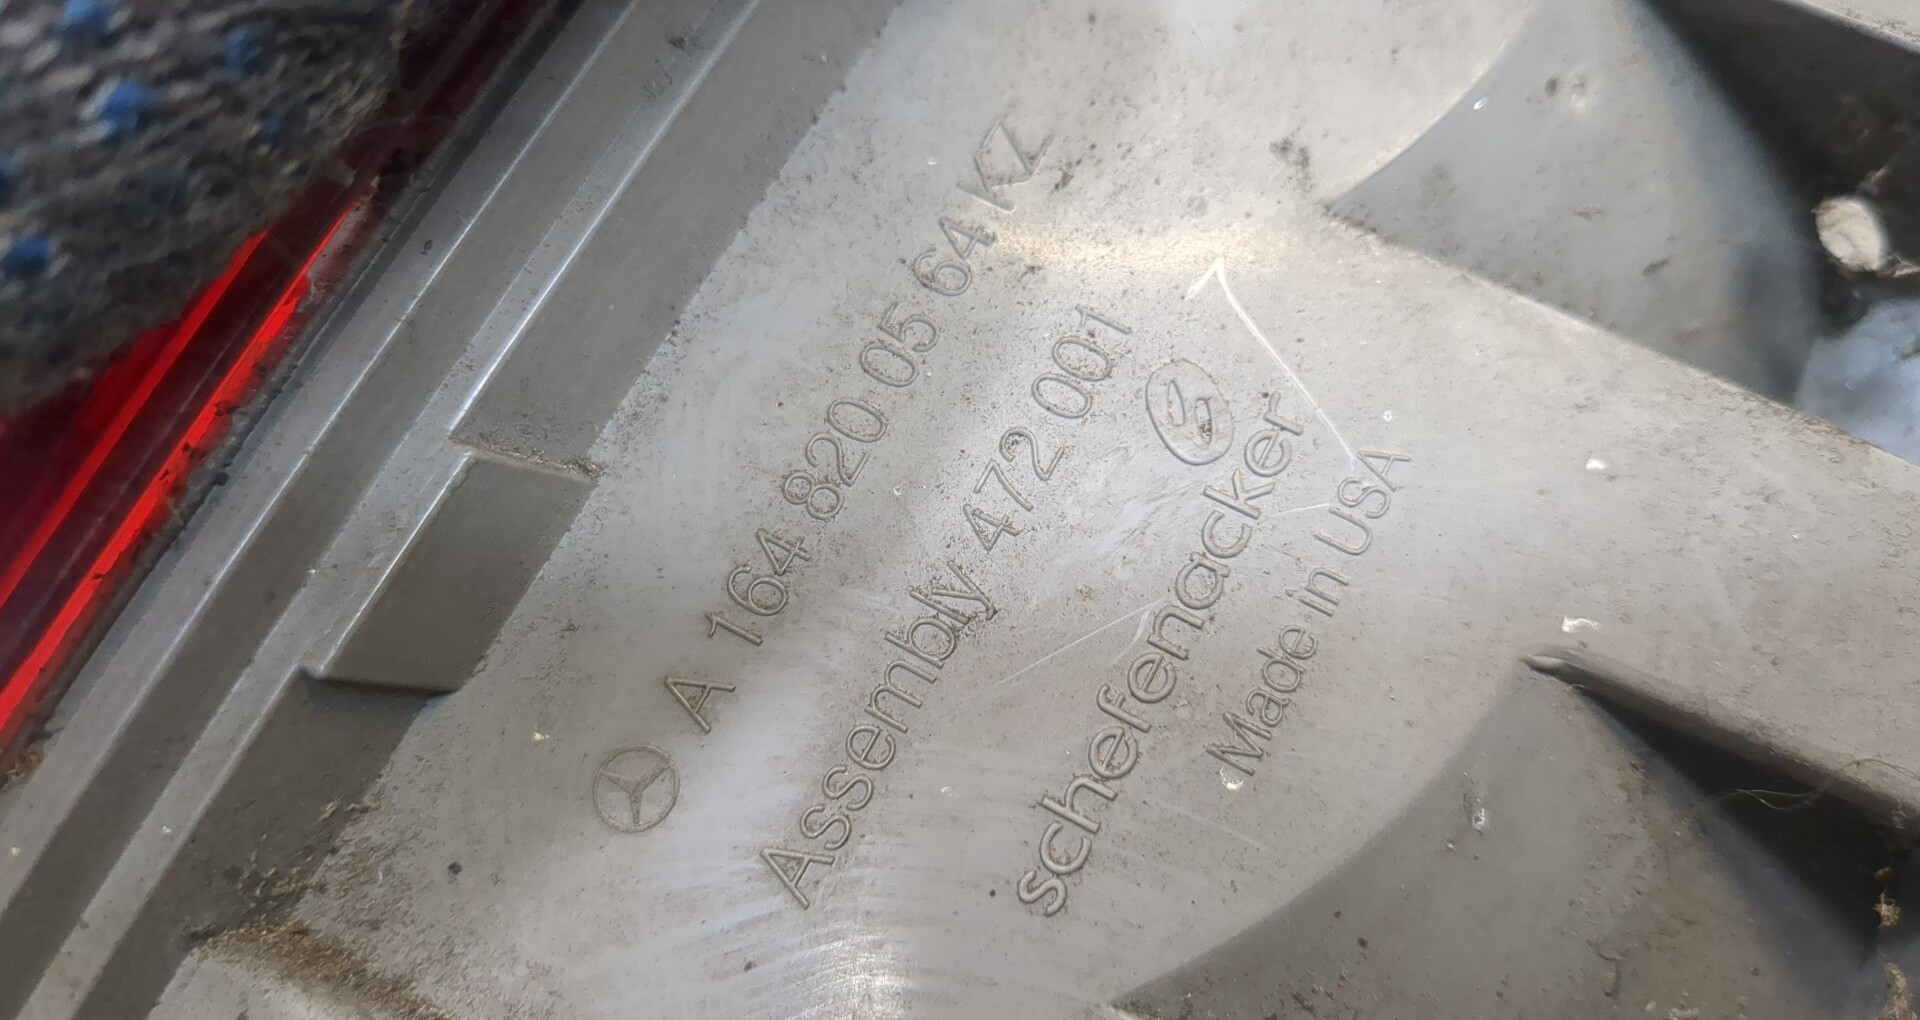 A 164 820 05 64 KZ
Assembly 472 001
schefenacker
Made in USA